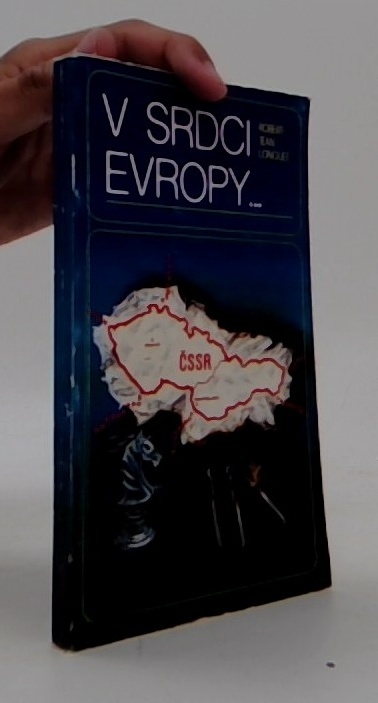 V SRDCI
EVROPY...
ROBERT
JEAN
LONGUET
ČSSR